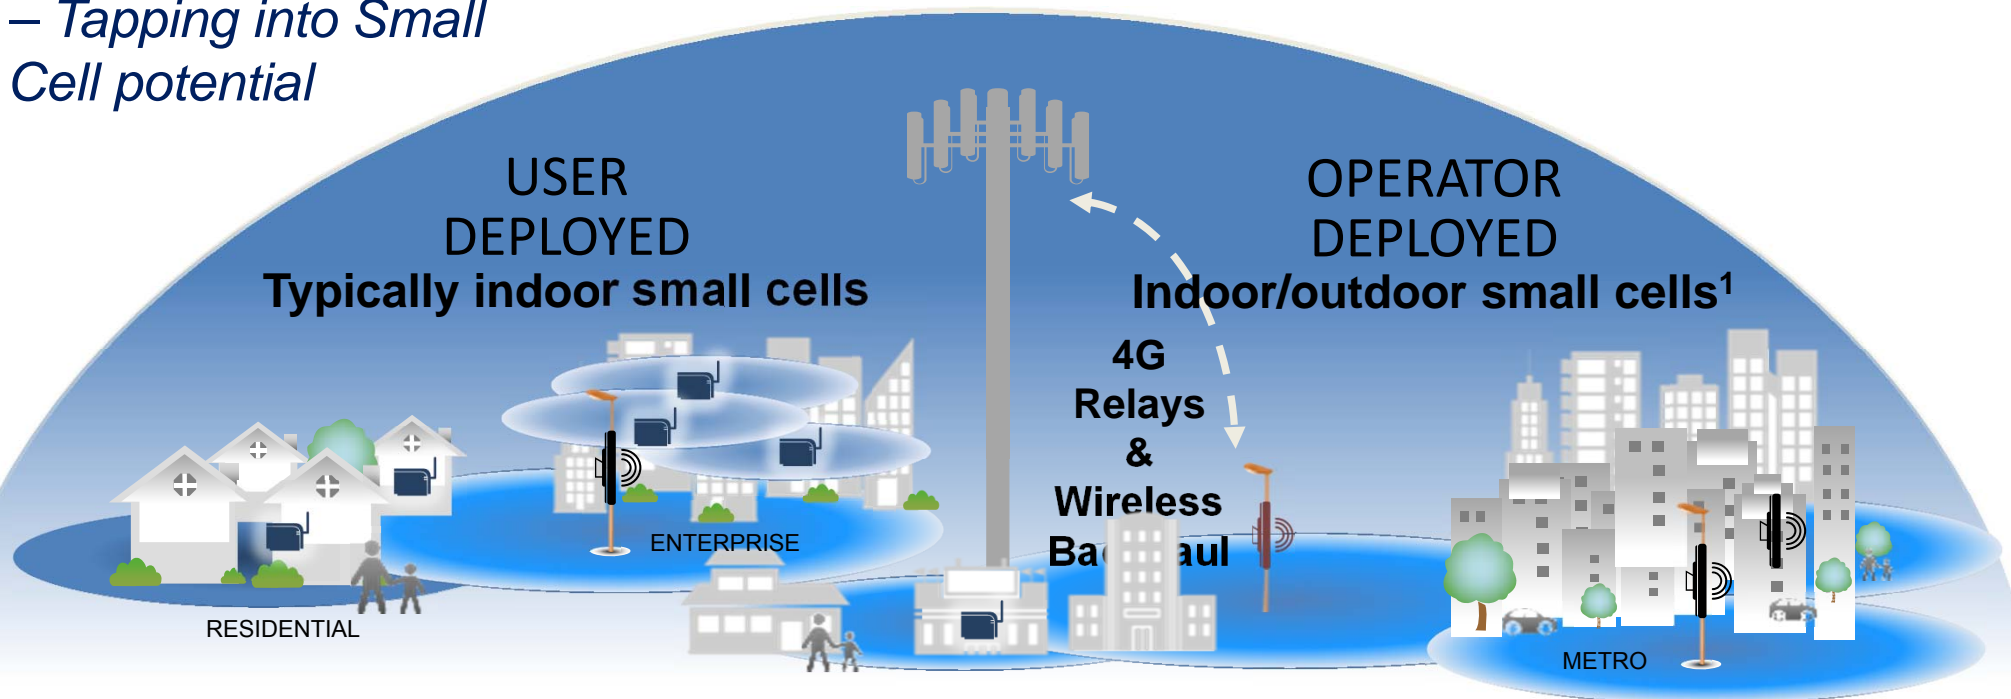 – Tapping into Small
Cell potential
USER
DEPLOYED
Typically indoor small cells
OPERATOR
DEPLOYED
Indoor/outdoor small cells¹
4G
Relays
&
Wireless
ENTERPRISE
RESIDENTIAL
METRO